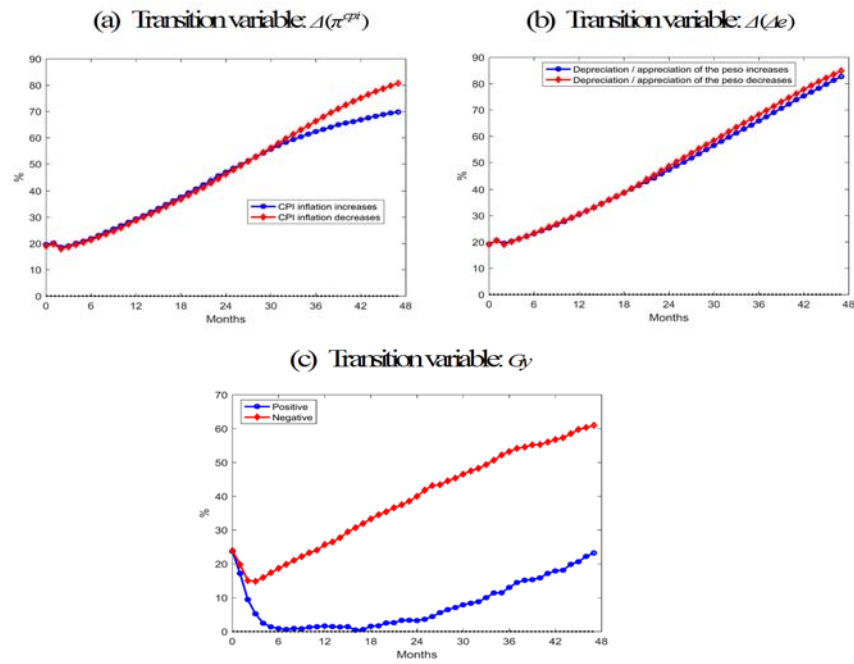 (a) Transition variable: Δ(π^cpi)
(b) Transition variable: Δ(Δe)
90
80
70
60
50
40
30
20
10
0
%
CPI inflation increases
CPI inflation decreases
0 6 12 18 24 30 36 42 48
Months
90
80
70
60
50
40
30
20
10
0
%
Depreciation / appreciation of the peso increases
Depreciation / appreciation of the peso decreases
0 6 12 18 24 30 36 42 48
Months
(c) Transition variable: Gy
70
60
50
40
30
20
10
0
%
Positive
Negative
0 6 12 18 24 30 36 42 48
Months